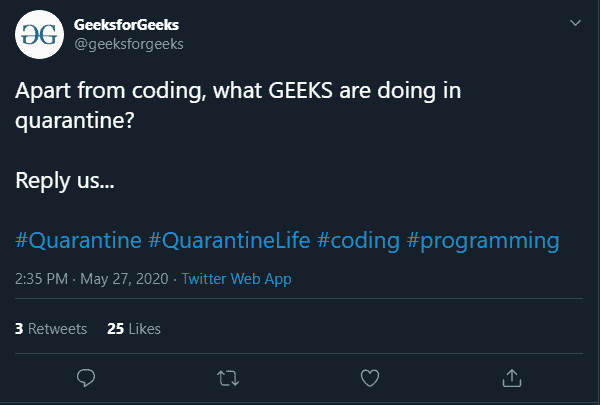 GeeksforGeeks
@geeksforgeeks
Apart from coding, what GEEKS are doing in
quarantine?
Reply us...
#Quarantine #QuarantineLife #coding #programming
2:35 PM · May 27, 2020 · Twitter Web App
3 Retweets 25 Likes